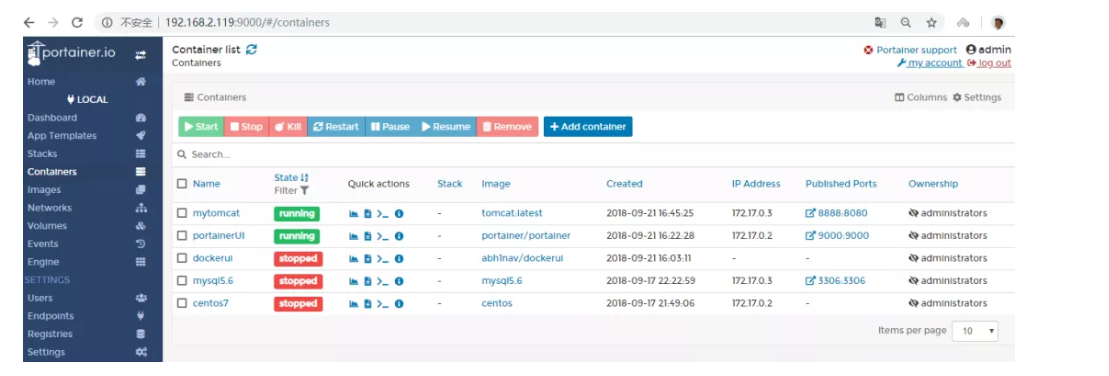 不安全 | 192.168.2.119:9000/#/containers
portainer.io
Container list
Containers
Portainer support admin
my account log out
Home
LOCAL
Dashboard
App Templates
Stacks
Containers
Images
Networks
Volumes
Events
Engine
SETTINGS
Users
Endpoints
Registries
Settings
Containers Columns Settings
Start Stop Kill Restart Pause Resume Remove + Add container
Search...
Name State Filter Quick actions Stack Image Created IP Address Published Ports Ownership
mytomcat running - tomcat:latest 2018-09-21 16:45:25 172.17.0.3 8888:8080 administrators
portainerUI running - portainer/portainer 2018-09-21 16:22:28 172.17.0.2 9000:9000 administrators
dockerui stopped - abh1nav/dockerui 2018-09-21 16:03:11 - - administrators
mysql5.6 stopped - mysql5.6 2018-09-17 22:22:59 172.17.0.3 3306:3306 administrators
centos7 stopped - centos 2018-09-17 21:49:06 172.17.0.2 - administrators
Items per page 10